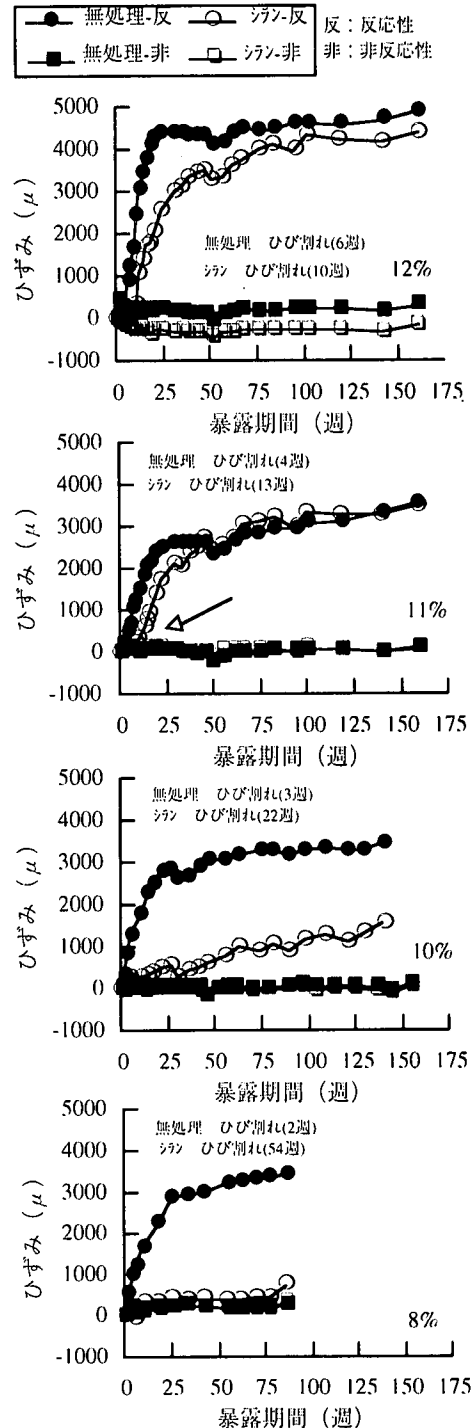 無処理-反 シラン-反 反：反応性
無処理-非 シラン-非 非：非反応性
5000
4000
3000
2000
1000
0
-1000
ひずみ（μ）
無処理 ひび割れ(6週)
シラン ひび割れ(10週)
12%
0 25 50 75 100 125 150 175
暴露期間（週）
5000
4000
3000
2000
1000
0
-1000
ひずみ（μ）
無処理 ひび割れ(4週)
シラン ひび割れ(13週)
11%
0 25 50 75 100 125 150 175
暴露期間（週）
5000
4000
3000
2000
1000
0
-1000
ひずみ（μ）
無処理 ひび割れ(3週)
シラン ひび割れ(22週)
10%
0 25 50 75 100 125 150 175
暴露期間（週）
5000
4000
3000
2000
1000
0
-1000
ひずみ（μ）
無処理 ひび割れ(2週)
シラン ひび割れ(54週)
8%
0 25 50 75 100 125 150 175
暴露期間（週）